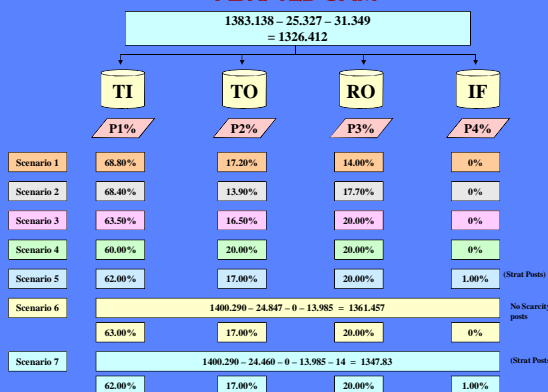 1383.138 – 25.327 – 31.349
= 1326.412
TI TO RO IF
P1% P2% P3% P4%
Scenario 1 68.80% 17.20% 14.00% 0%
Scenario 2 68.40% 13.90% 17.70% 0%
Scenario 3 63.50% 16.50% 20.00% 0%
Scenario 4 60.00% 20.00% 20.00% 0%
Scenario 5 62.00% 17.00% 20.00% 1.00% (Strat Posts)
Scenario 6 1400.290 – 24.847 – 0 – 13.985 = 1361.457 No Scarcity
posts
63.00% 17.00% 20.00% 0%
Scenario 7 1400.290 – 24.460 – 0 – 13.985 – 14 = 1347.83 (Strat Posts
62.00% 17.00% 20.00% 1.00%